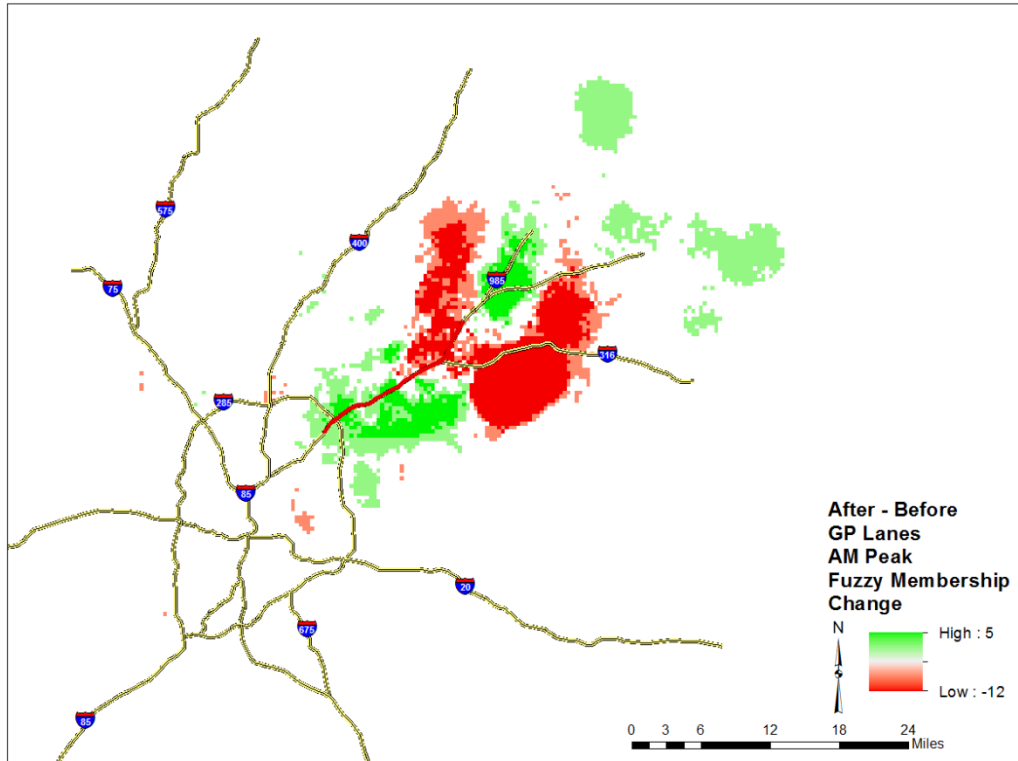 575
400
75
985
316
285
85
20
675
85
After - Before
GP Lanes
AM Peak
Fuzzy Membership
Change
N
High : 5
Low : -12
0 3 6 12 18 24
Miles